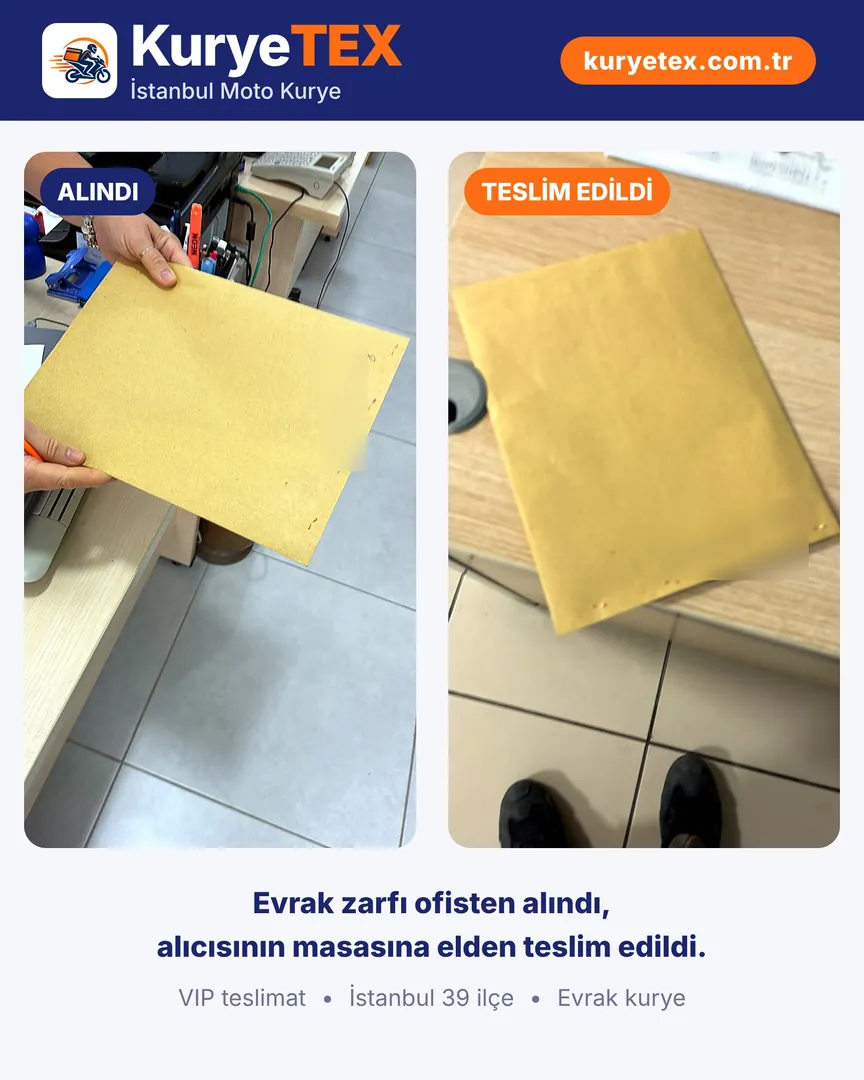 KuryeTEX
İstanbul Moto Kurye
kuryetex.com.tr
ALINDI
TESLİM EDİLDİ
NEON
Evrak zarfı ofisten alındı,
alıcısının masasına elden teslim edildi.
VIP teslimat • İstanbul 39 ilçe • Evrak kurye